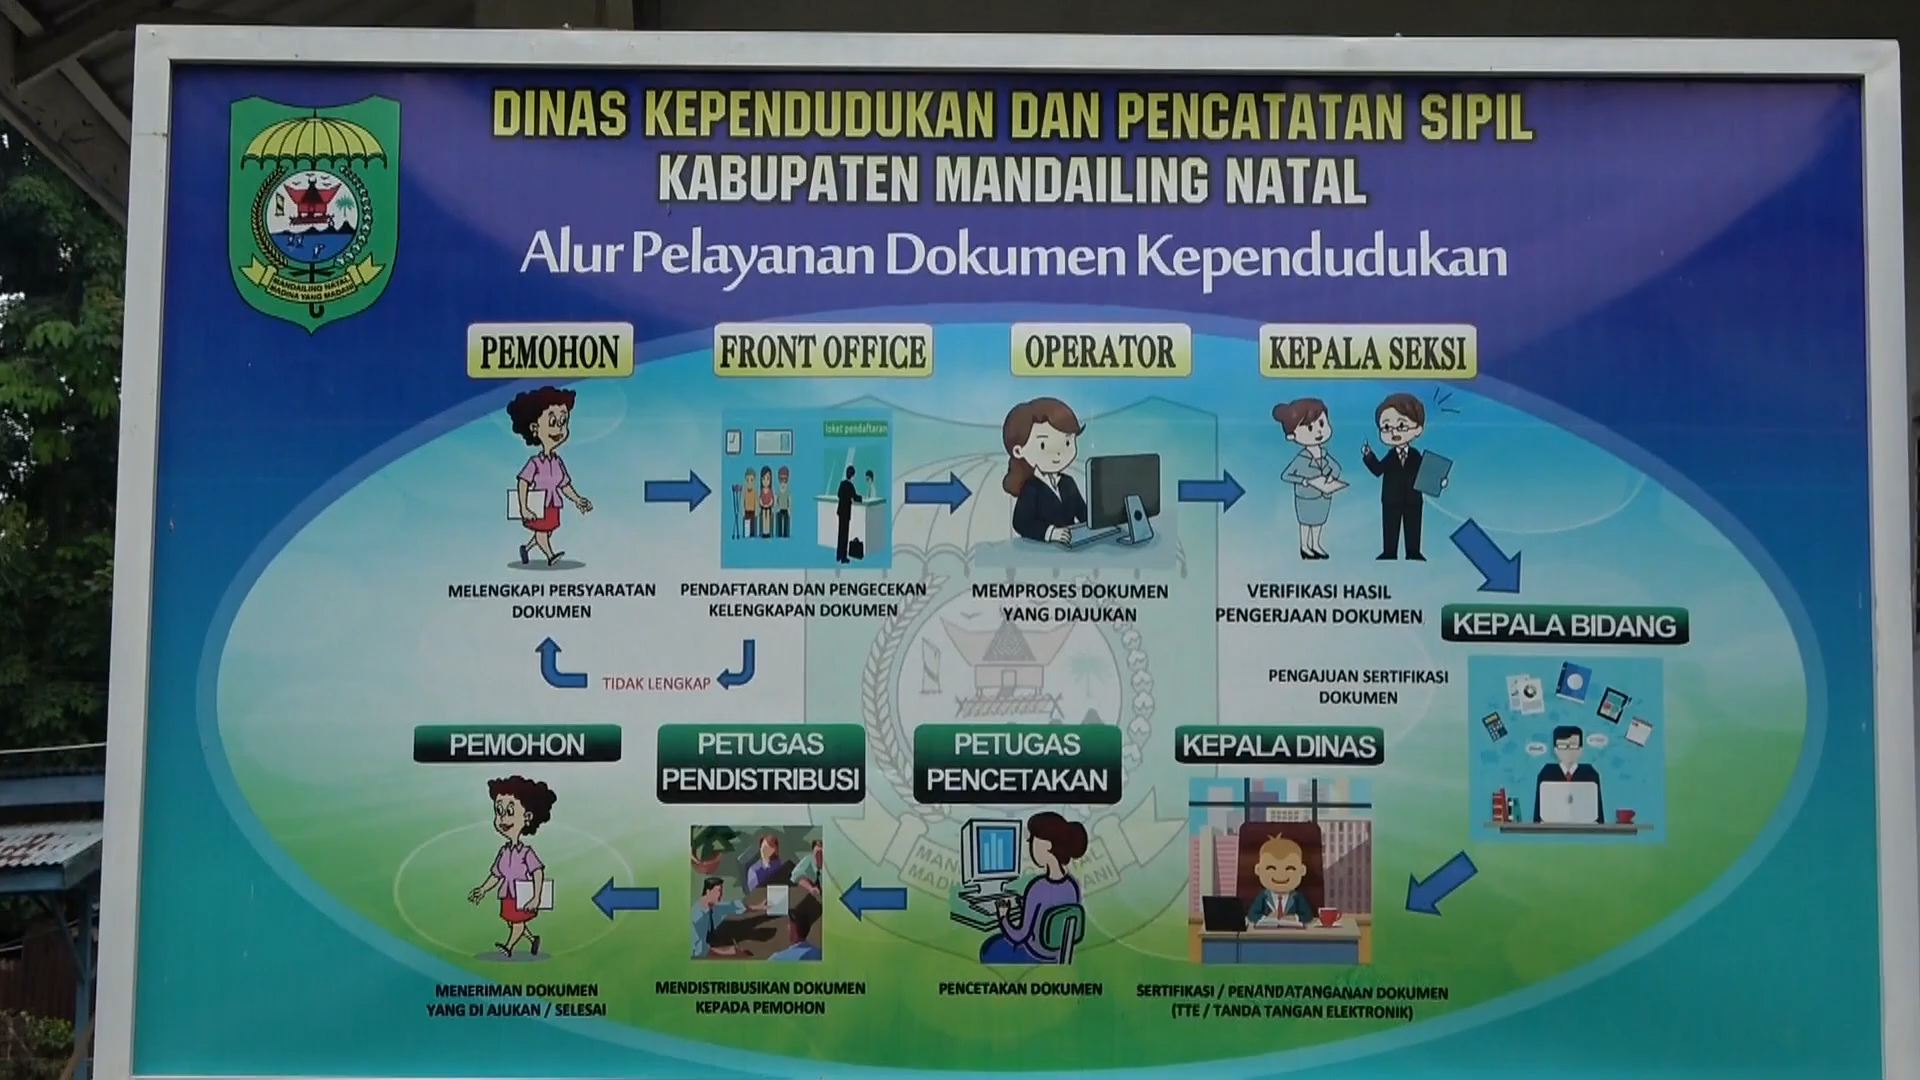 DINAS KEPENDUDUKAN DAN PENCATATAN SIPIL
KABUPATEN MANDAILING NATAL
Alur Pelayanan Dokumen Kependudukan
MANDAILING NATAL
MADINA YANG MADANI
PEMOHON
FRONT OFFICE
OPERATOR
KEPALA SEKSI
loket pendaftaran
MELENGKAPI PERSYARATAN
DOKUMEN
PENDAFTARAN DAN PENGECEKAN
KELENGKAPAN DOKUMEN
MEMPROSES DOKUMEN
YANG DIAJUKAN
VERIFIKASI HASIL
PENGERJAAN DOKUMEN
TIDAK LENGKAP
KEPALA BIDANG
PENGAJUAN SERTIFIKASI
DOKUMEN
PEMOHON
PETUGAS
PENDISTRIBUSI
PETUGAS
PENCETAKAN
KEPALA DINAS
MENERIMAN DOKUMEN
YANG DI AJUKAN / SELESAI
MENDISTRIBUSIKAN DOKUMEN
KEPADA PEMOHON
PENCETAKAN DOKUMEN
SERTIFIKASI / PENANDATANGANAN DOKUMEN
(TTE / TANDA TANGAN ELEKTRONIK)